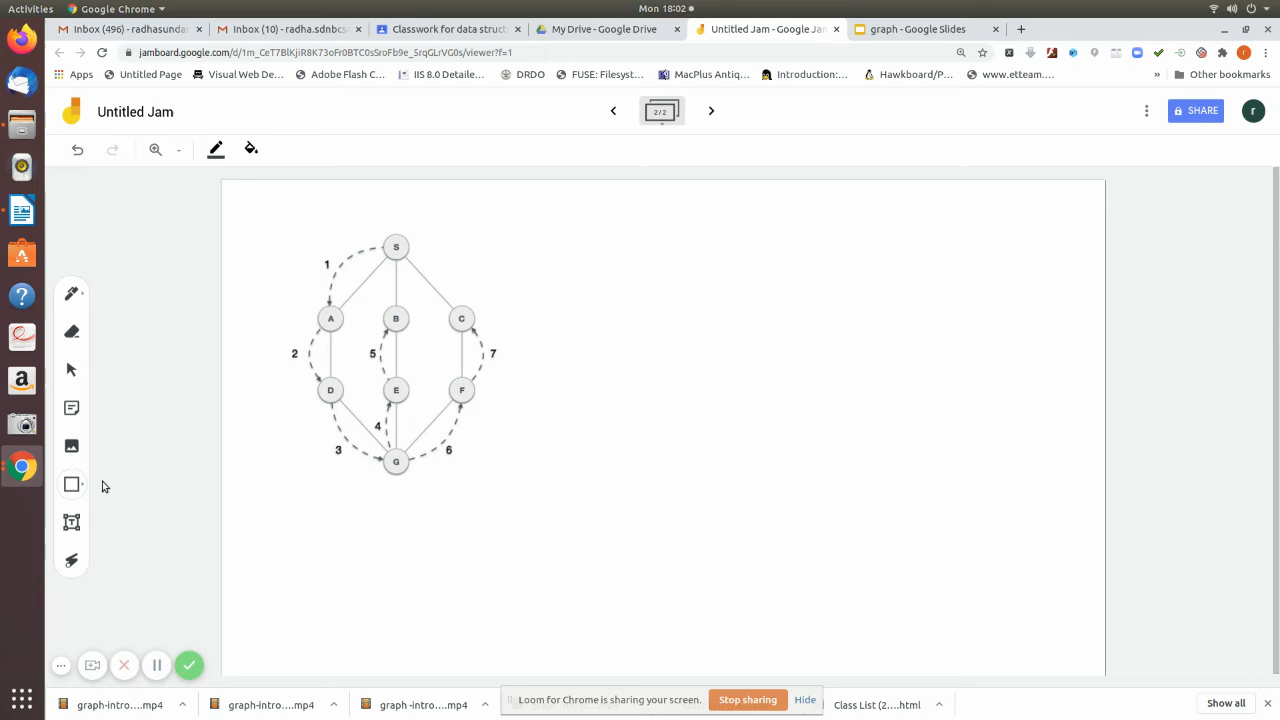 Activities
Google Chrome
Mon 18:02
Inbox (496) - radhasundar
Inbox (10) - radha.sdnbcs
Classwork for data struct
My Drive - Google Drive
Untitled Jam - Google Jam
graph - Google Slides
jamboard.google.com/d/1m_CeT7BlKjiR8K73oFr0BTC0sSroFb9e_5rqGLrVG0s/viewer?f=1
Apps
Untitled Page
Visual Web De...
Adobe Flash C...
IIS 8.0 Detaile...
DRDO
FUSE: Filesyst...
MacPlus Antiq...
Introduction:...
Hawkboard/P...
www.etteam....
»
Other bookmarks
Untitled Jam
2/2
SHARE
r
S
1
A
B
C
2
5
7
D
E
F
4
3
6
G
Loom for Chrome is sharing your screen.
Stop sharing
Hide
graph-intro....mp4
graph-intro....mp4
graph -intro....mp4
Class List (2....html
Show all